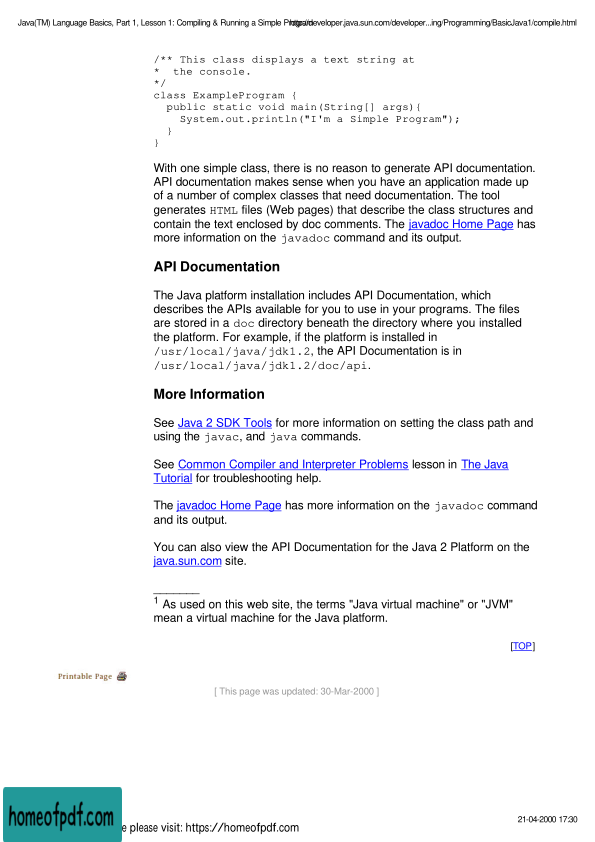 Java(TM) Language Basics, Part 1, Lesson 1: Compiling & Running a Simple Program
developer.java.sun.com/developer...ing/Programming/BasicJava1/compile.html
/** This class displays a text string at
*  the console.
*/
class ExampleProgram {
  public static void main(String[] args){
    System.out.println("I'm a Simple Program");
  }
}
With one simple class, there is no reason to generate API documentation.
API documentation makes sense when you have an application made up
of a number of complex classes that need documentation. The tool
generates HTML files (Web pages) that describe the class structures and
contain the text enclosed by doc comments. The javadoc Home Page has
more information on the javadoc command and its output.
API Documentation
The Java platform installation includes API Documentation, which
describes the APIs available for you to use in your programs. The files
are stored in a doc directory beneath the directory where you installed
the platform. For example, if the platform is installed in
/usr/local/java/jdk1.2, the API Documentation is in
/usr/local/java/jdk1.2/doc/api.
More Information
See Java 2 SDK Tools for more information on setting the class path and
using the javac, and java commands.
See Common Compiler and Interpreter Problems lesson in The Java
Tutorial for troubleshooting help.
The javadoc Home Page has more information on the javadoc command
and its output.
You can also view the API Documentation for the Java 2 Platform on the
java.sun.com site.
_______
1 As used on this web site, the terms "Java virtual machine" or "JVM"
mean a virtual machine for the Java platform.
[TOP]
Printable Page
[ This page was updated: 30-Mar-2000 ]
homeofpdf.com
e please visit: https://homeofpdf.com
21-04-2000 17:30